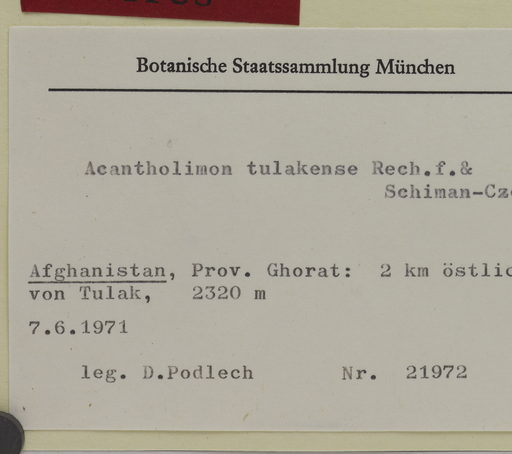 Botanische Staatssammlung München
Acantholimon tulakense Rech.f.&
Schiman-Cz
Afghanistan, Prov. Ghorat: 2 km östlic
von Tulak, 2320 m
7.6.1971
leg. D.Podlech Nr. 21972